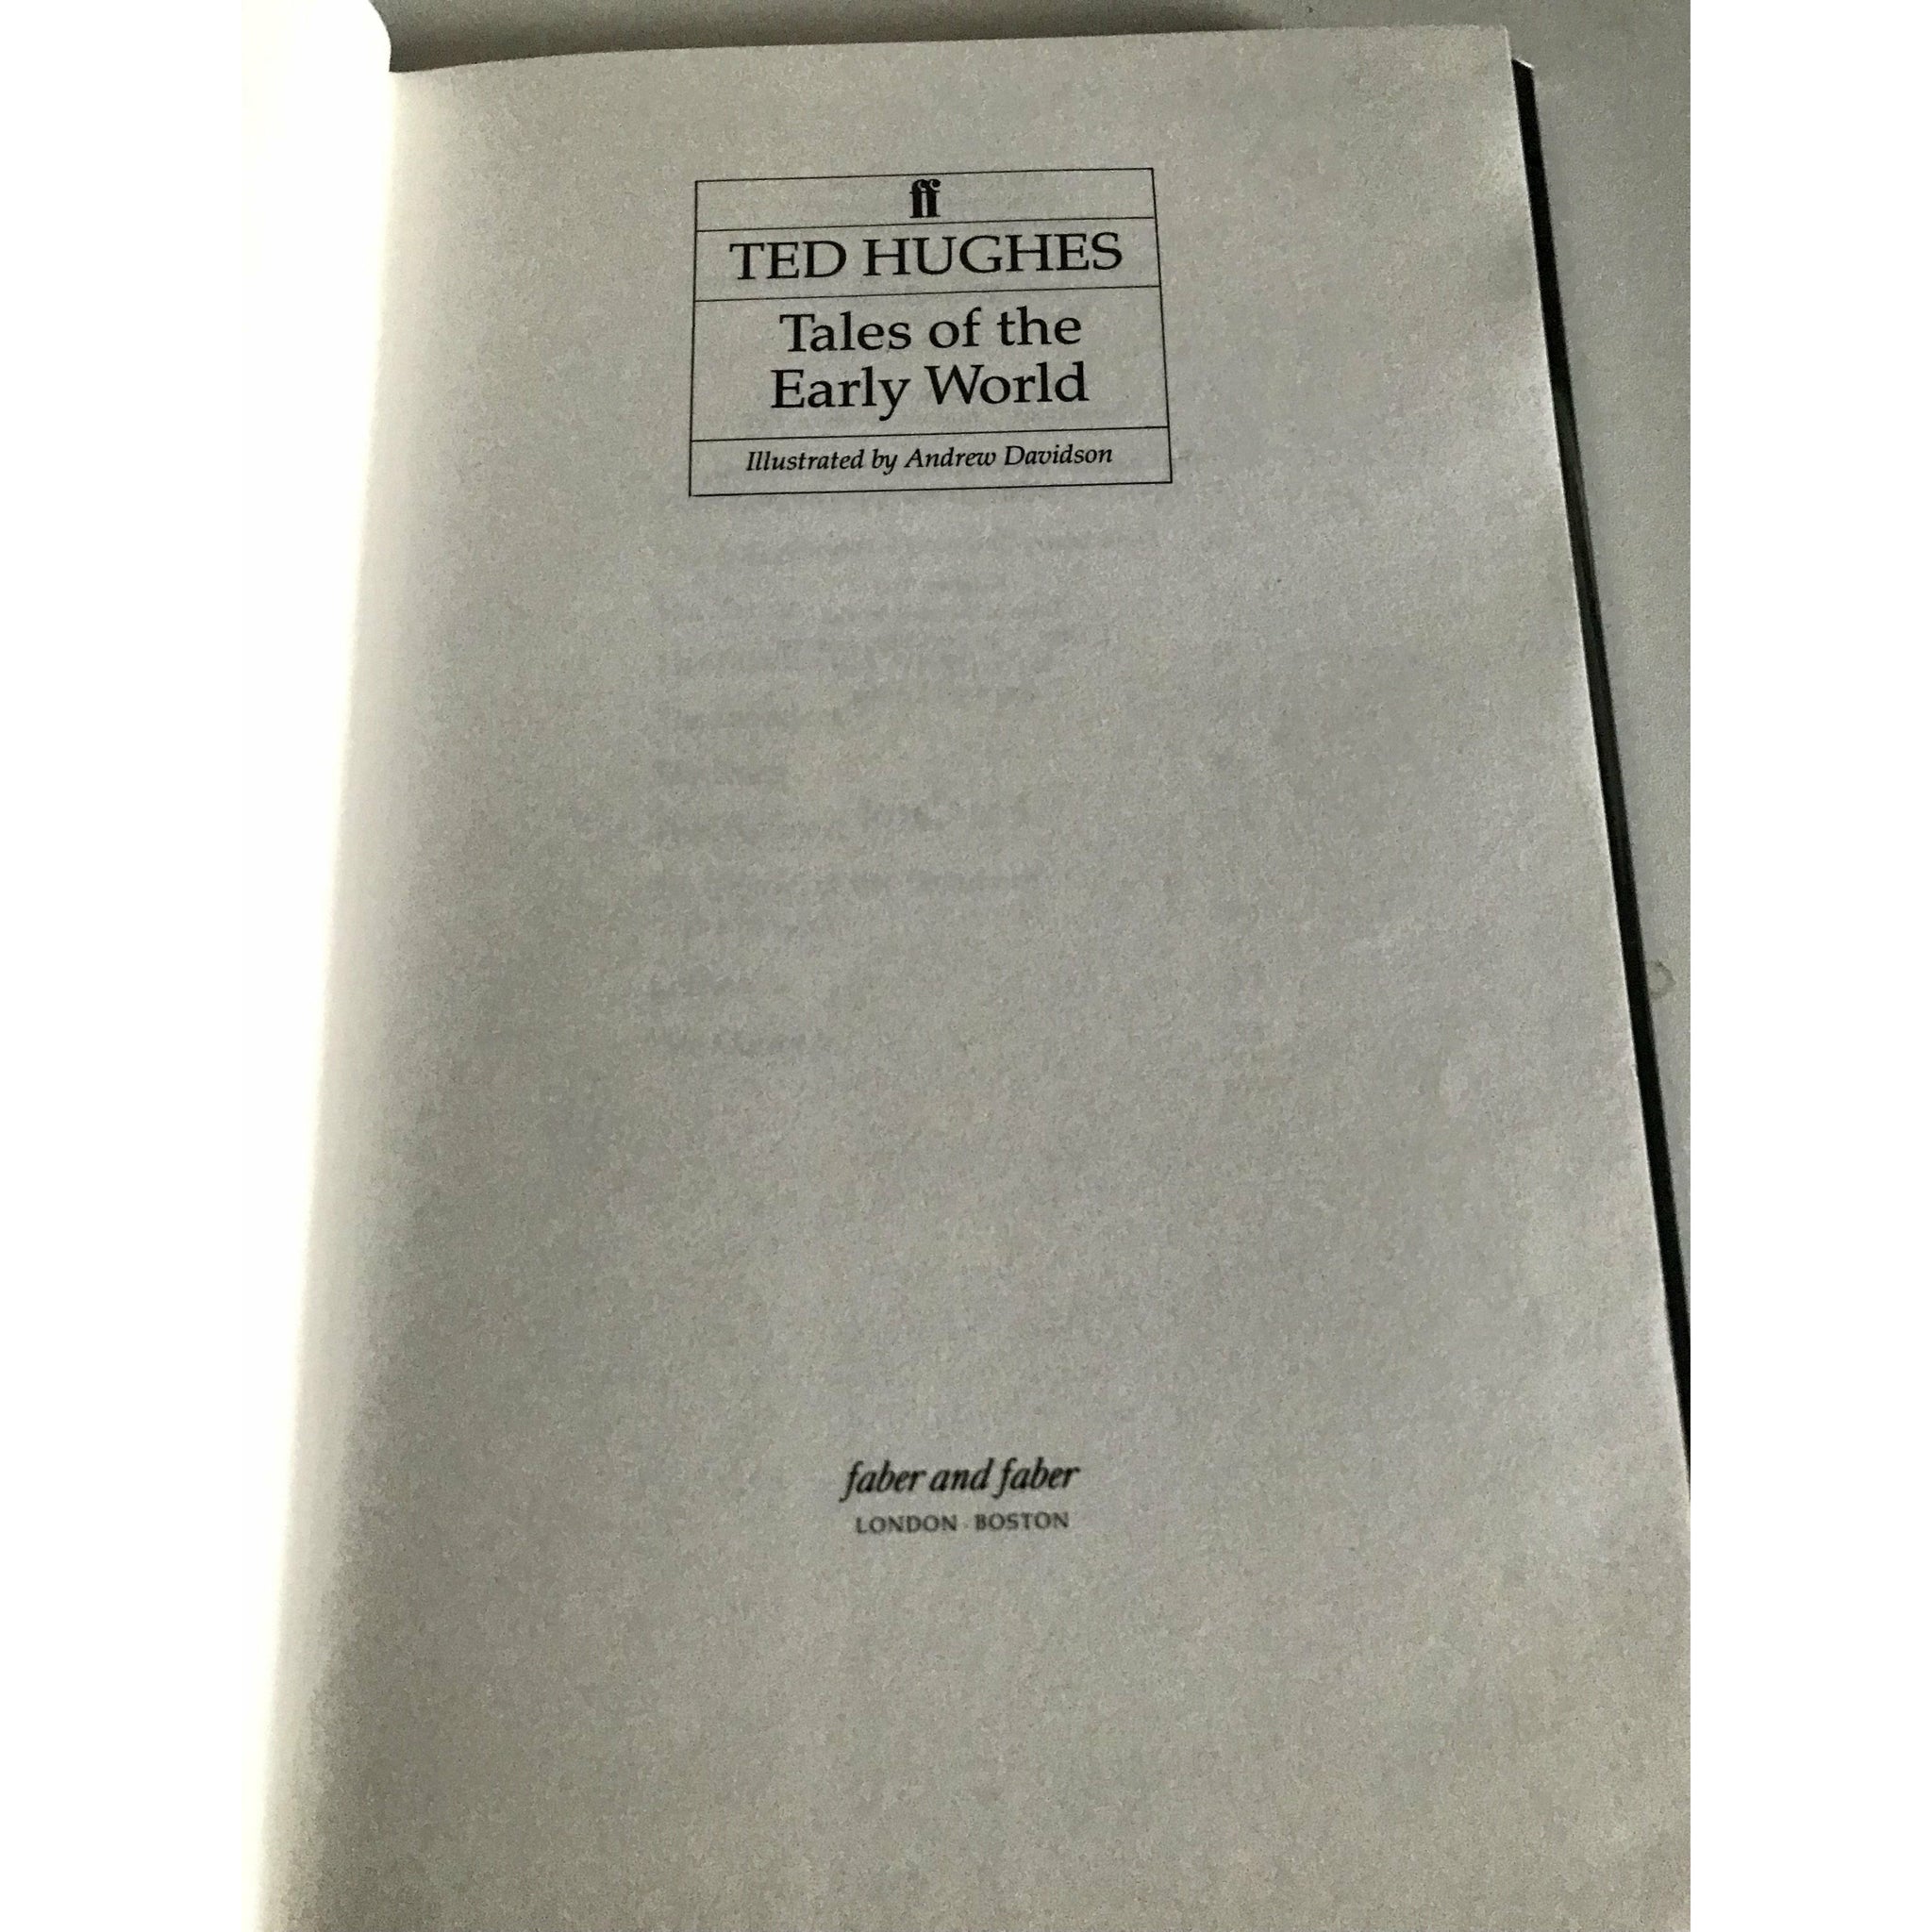 ff
TED HUGHES
Tales of the
Early World
Illustrated by Andrew Davidson
faber and faber
LONDON · BOSTON